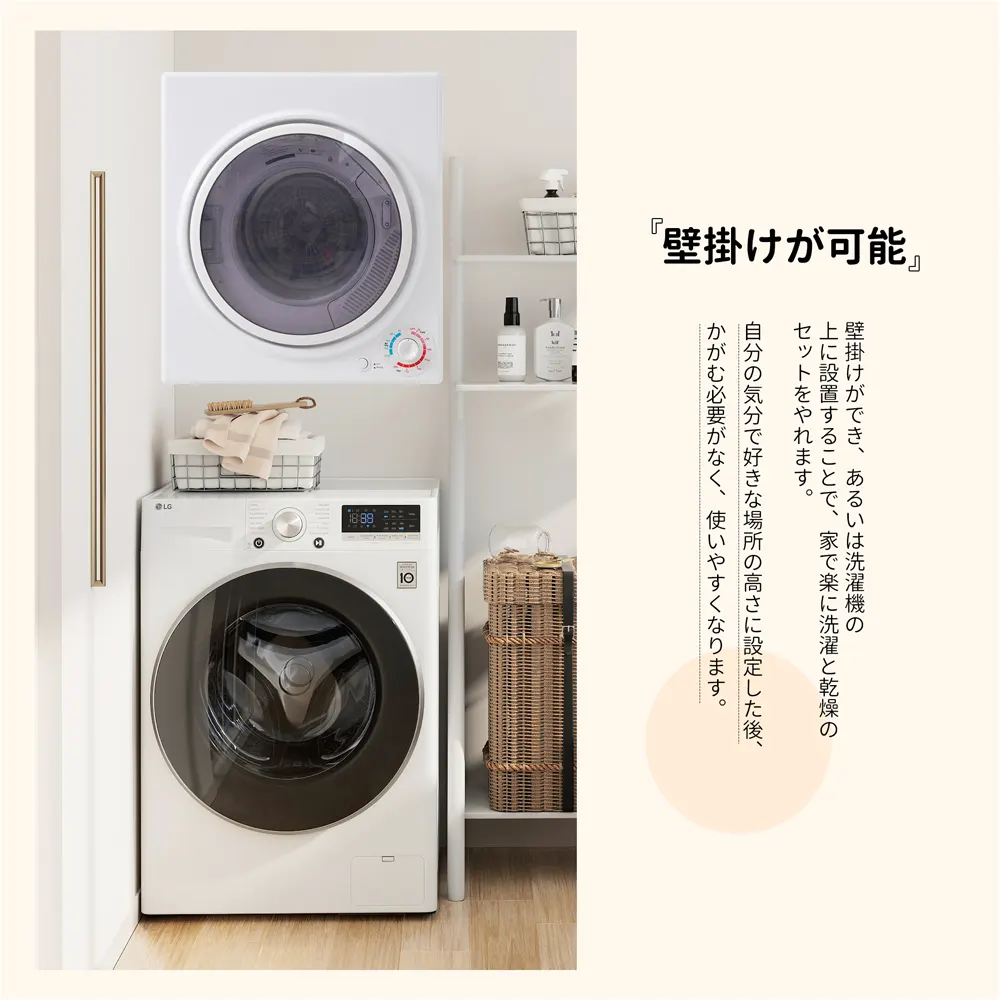 『壁掛けが可能』
壁掛けができ、あるいは洗濯機の
上に設置することで、家で楽に洗濯と乾燥の
セットをやれます。
自分の気分で好きな場所の高さに設定した後、
かがむ必要がなく、使いやすくなります。
LG
18:88
10